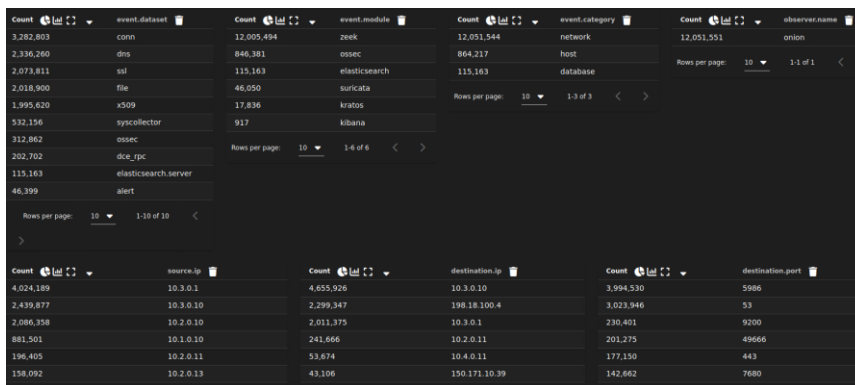 Count event.dataset
3,282,803 conn
2,336,260 dns
2,073,811 ssl
2,018,900 file
1,995,620 x509
532,156 syscollector
312,862 ossec
202,702 dce_rpc
115,163 elasticsearch.server
46,399 alert
Rows per page: 10 1-10 of 10
Count event.module
12,005,494 zeek
846,381 ossec
115,163 elasticsearch
46,050 suricata
17,836 kratos
917 kibana
Rows per page: 10 1-6 of 6
Count event.category
12,051,544 network
864,217 host
115,163 database
Rows per page: 10 1-3 of 3
Count observer.name
12,051,551 onion
Rows per page: 10 1-1 of 1
Count source.ip
4,024,189 10.3.0.1
2,439,877 10.3.0.10
2,086,358 10.2.0.10
881,501 10.1.0.10
196,405 10.2.0.11
158,092 10.2.0.13
Count destination.ip
4,655,926 10.3.0.10
2,299,347 198.18.100.4
2,011,375 10.3.0.1
241,666 10.2.0.11
53,674 10.4.0.11
43,106 150.171.10.39
Count destination.port
3,994,530 5986
3,023,946 53
230,401 9200
201,275 49666
177,150 443
142,662 7680